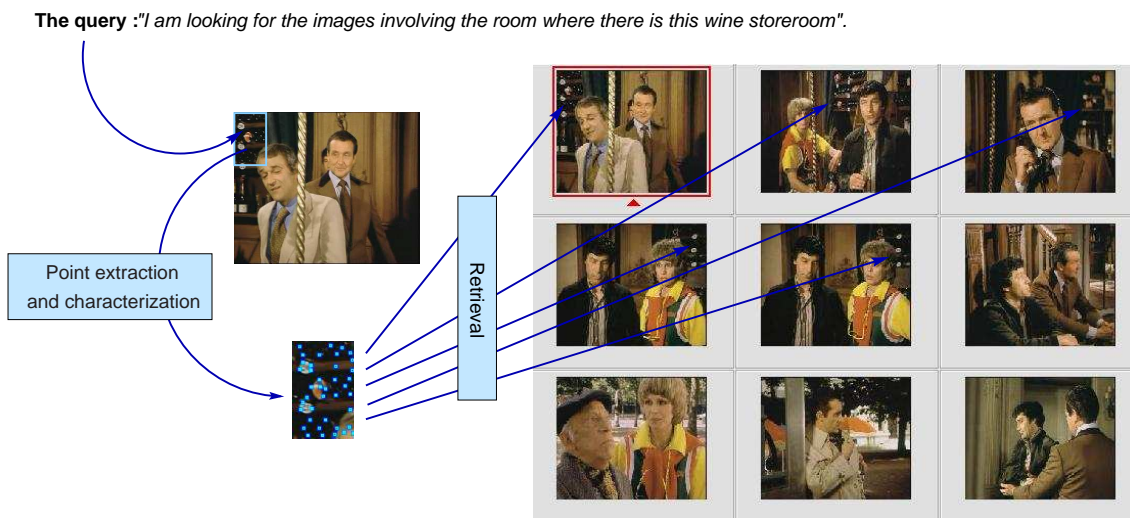 The query :"I am looking for the images involving the room where there is this wine storeroom".
Point extraction
and characterization
Retrieval